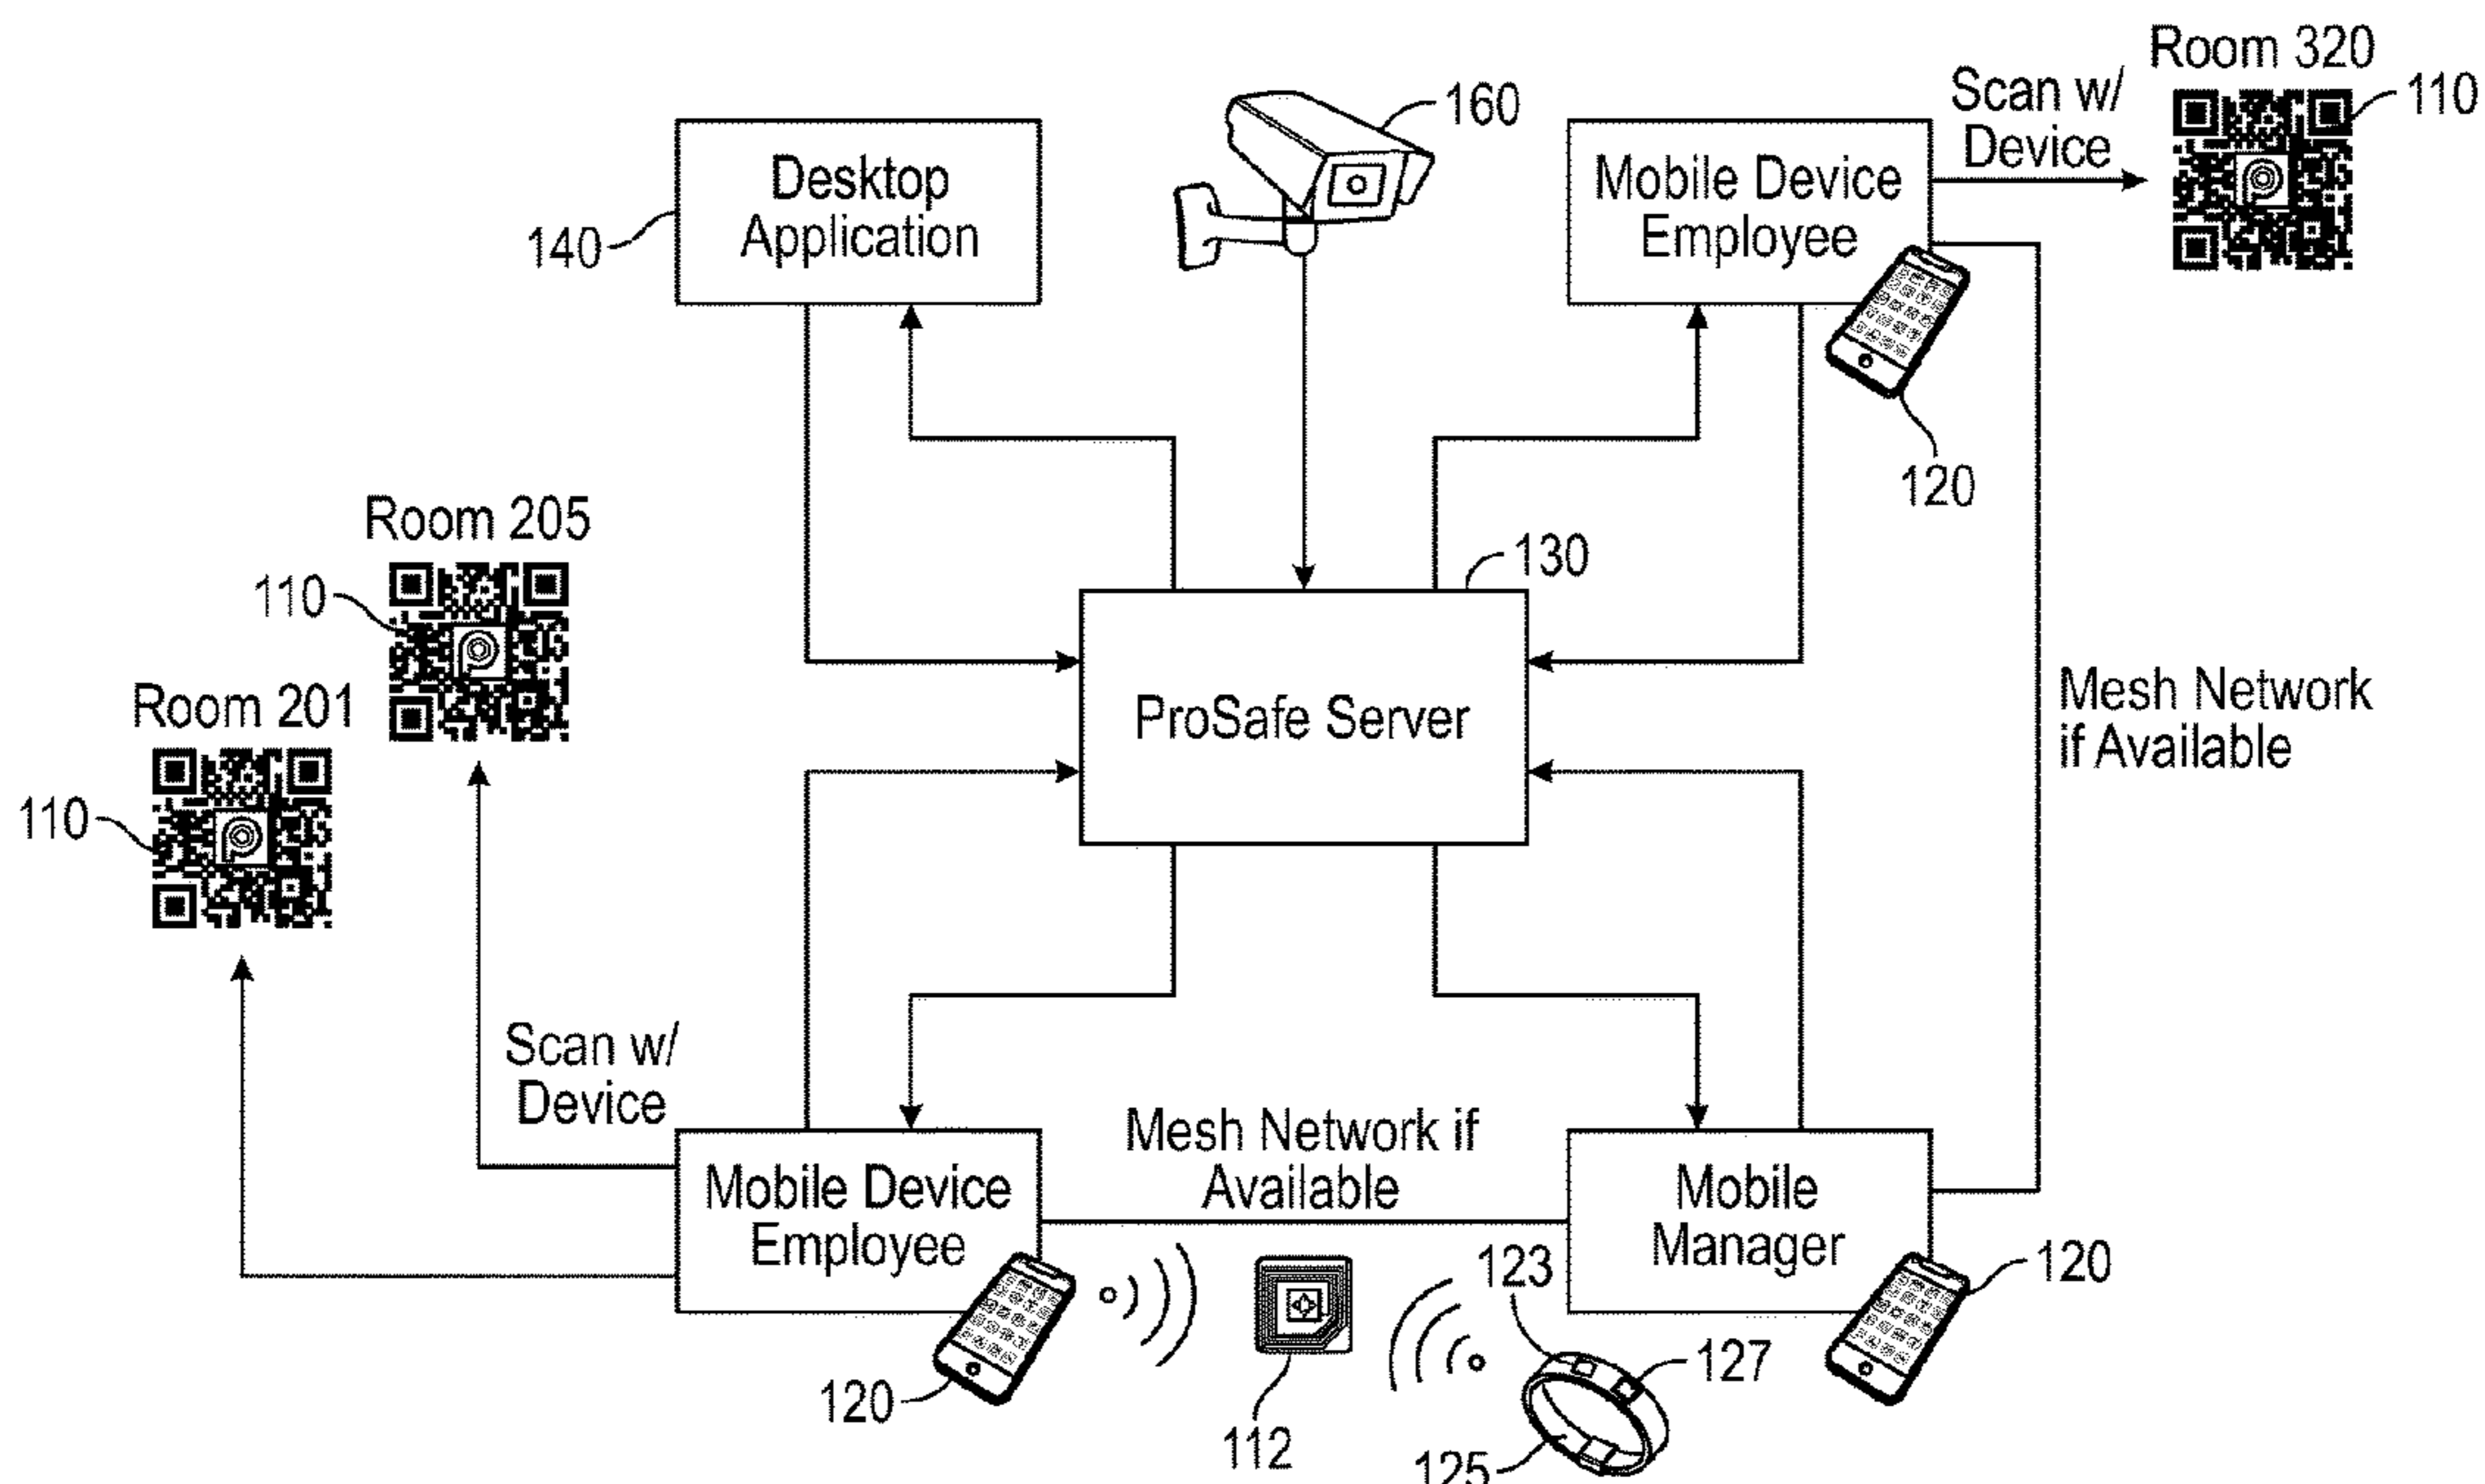 Room 320
Scan w/
Device
110
160
Desktop
Application
140
Mobile Device
Employee
120
Room 205
110
130
ProSafe Server
Room 201
110
Mesh Network
if Available
Scan w/
Device
Mesh Network if
Available
Mobile Device
Employee
120
Mobile
Manager
120
123
127
112
125